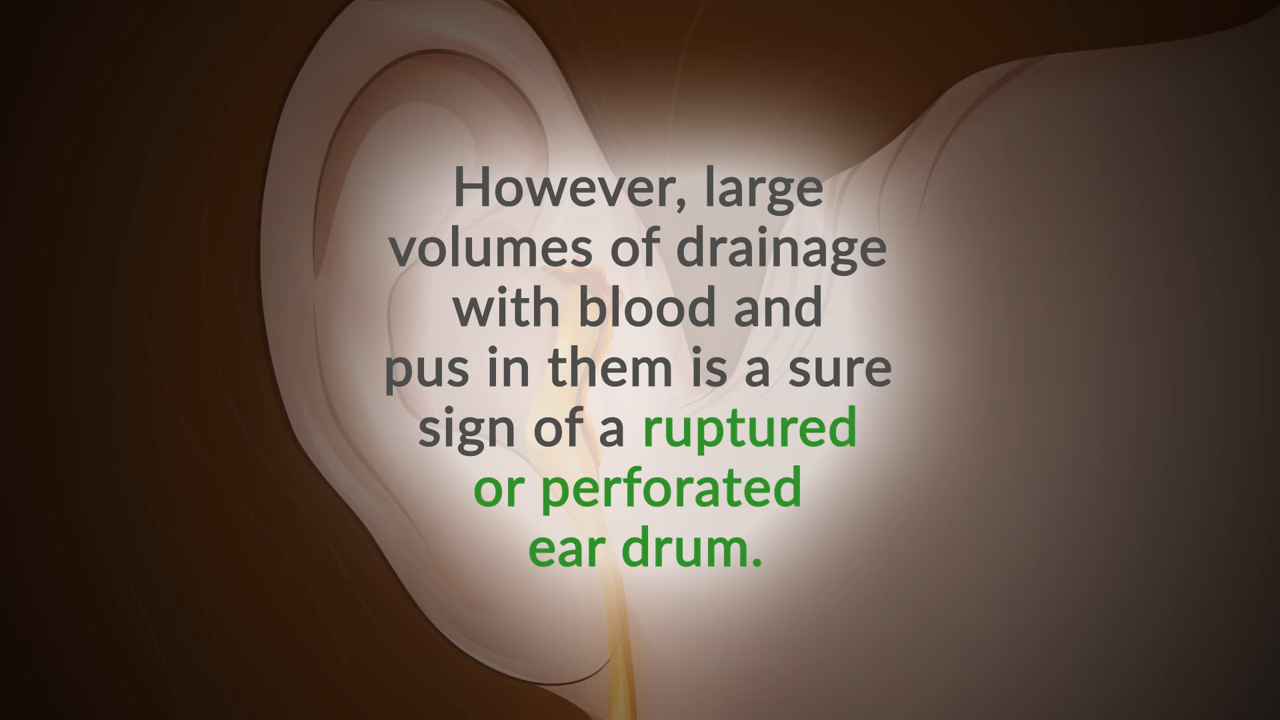 However, large
volumes of drainage
with blood and
pus in them is a sure
sign of a ruptured
or perforated
ear drum.